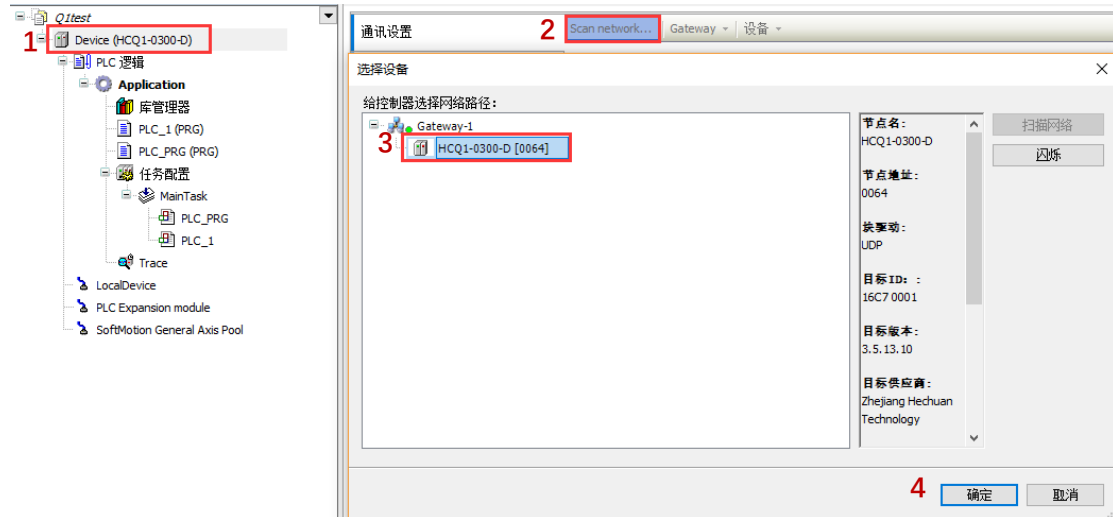 Q1test
1
Device (HCQ1-0300-D)
PLC 逻辑
Application
库管理器
PLC_1 (PRG)
PLC_PRG (PRG)
任务配置
MainTask
PLC_PRG
PLC_1
Trace
LocalDevice
PLC Expansion module
SoftMotion General Axis Pool
通讯设置
2
Scan network...
Gateway
设备
选择设备
给控制器选择网络路径：
Gateway-1
3
HCQ1-0300-D [0064]
节点名：
HCQ1-0300-D
节点地址：
0064
块驱动：
UDP
目标ID： :
16C7 0001
目标版本：
3.5.13.10
目标供应商：
Zhejiang Hechuan
Technology
扫描网络
闪烁
4
确定
取消